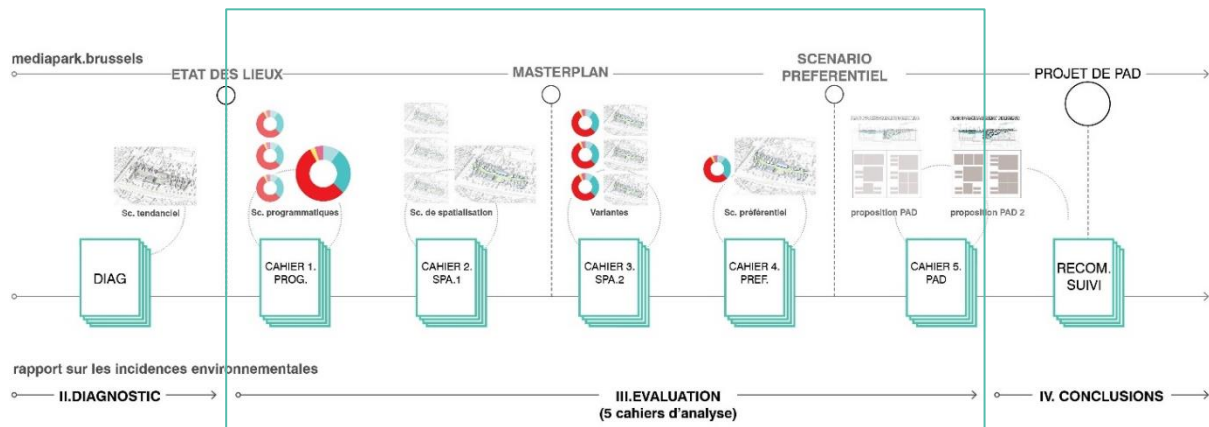 mediapark.brussels
ETAT DES LIEUX
MASTERPLAN
SCENARIO
PREFERENTIEL
PROJET DE PAD
Sc. tendanciel
Sc. programmatiques
Sc. de spatialisation
Variantes
Sc. préférentiel
proposition PAD
proposition PAD 2
DIAG
CAHIER 1.
PROG.
CAHIER 2.
SPA.1
CAHIER 3.
SPA.2
CAHIER 4.
PREF.
CAHIER 5.
PAD
RECOM.
SUIVI
rapport sur les incidences environnementales
II.DIAGNOSTIC
III.EVALUATION
(5 cahiers d'analyse)
IV. CONCLUSIONS